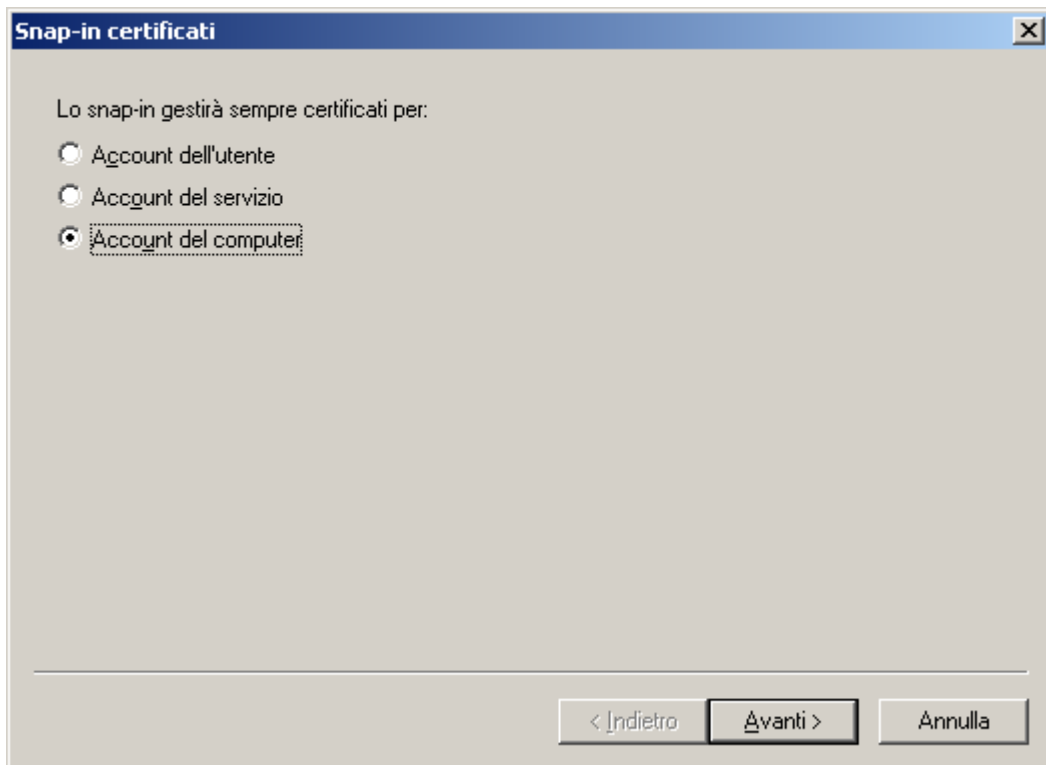 Snap-in certificati
Lo snap-in gestirà sempre certificati per:
Account dell'utente
Account del servizio
Account del computer
< Indietro
Avanti >
Annulla